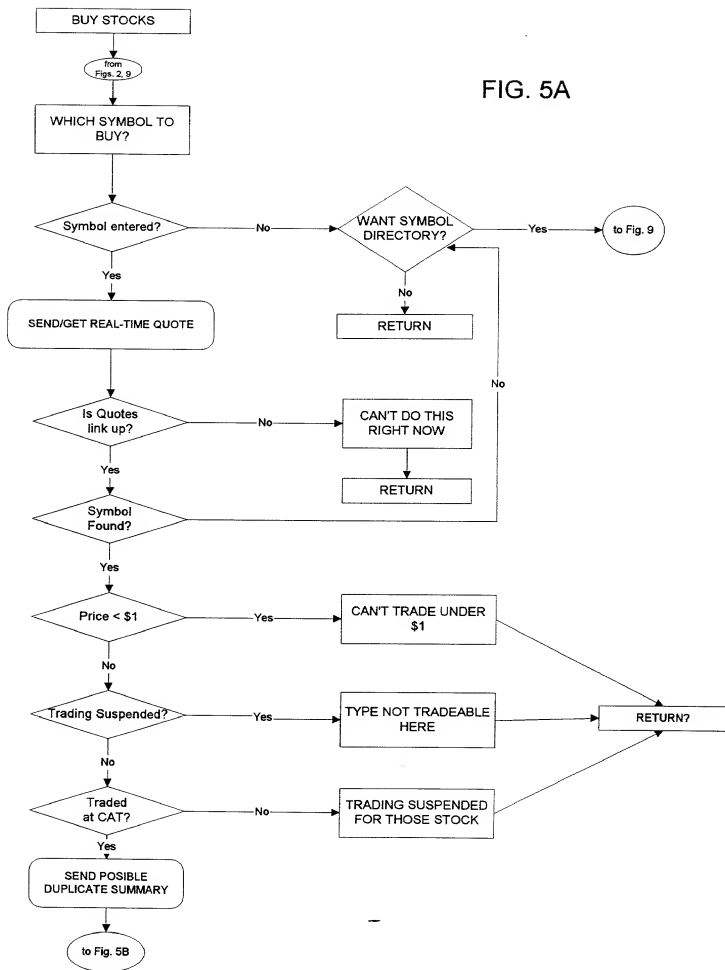 BUY STOCKS
from
Figs. 2, 9
FIG. 5A
WHICH SYMBOL TO
BUY?
Symbol entered?
No
WANT SYMBOL
DIRECTORY?
Yes
to Fig. 9
Yes
No
SEND/GET REAL-TIME QUOTE
RETURN
No
Is Quotes
link up?
No
CAN'T DO THIS
RIGHT NOW
Yes
RETURN
Symbol
Found?
Yes
Price < $1
Yes
CAN'T TRADE UNDER
$1
No
Trading Suspended?
Yes
TYPE NOT TRADEABLE
HERE
RETURN?
No
Traded
at CAT?
No
TRADING SUSPENDED
FOR THOSE STOCK
Yes
SEND POSIBLE
DUPLICATE SUMMARY
to Fig. 5B